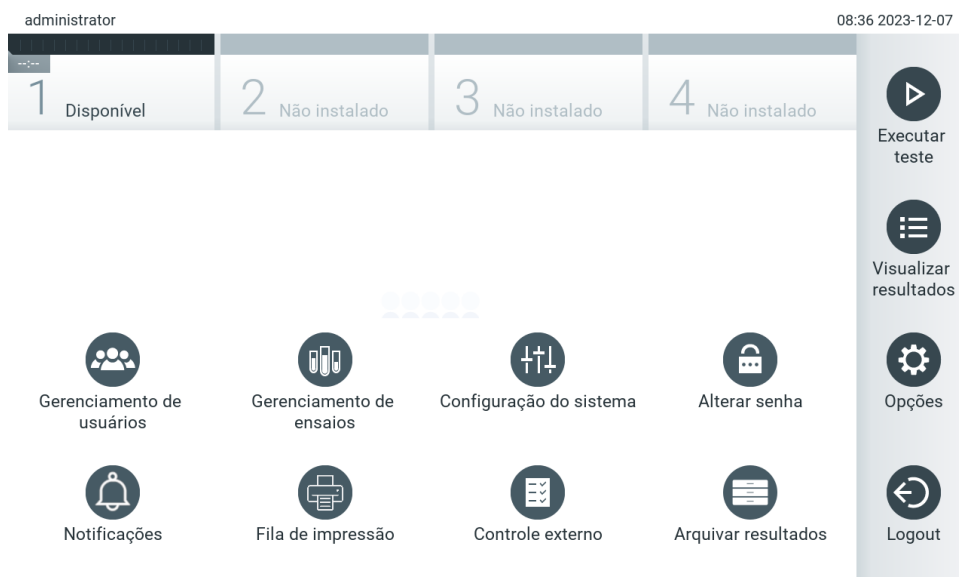 administrator
08:36 2023-12-07
--:--
1 Disponível
2 Não instalado
3 Não instalado
4 Não instalado
Executar
teste
Visualizar
resultados
Gerenciamento de
usuários
Gerenciamento de
ensaios
Configuração do sistema
Alterar senha
Opções
Notificações
Fila de impressão
Controle externo
Arquivar resultados
Logout